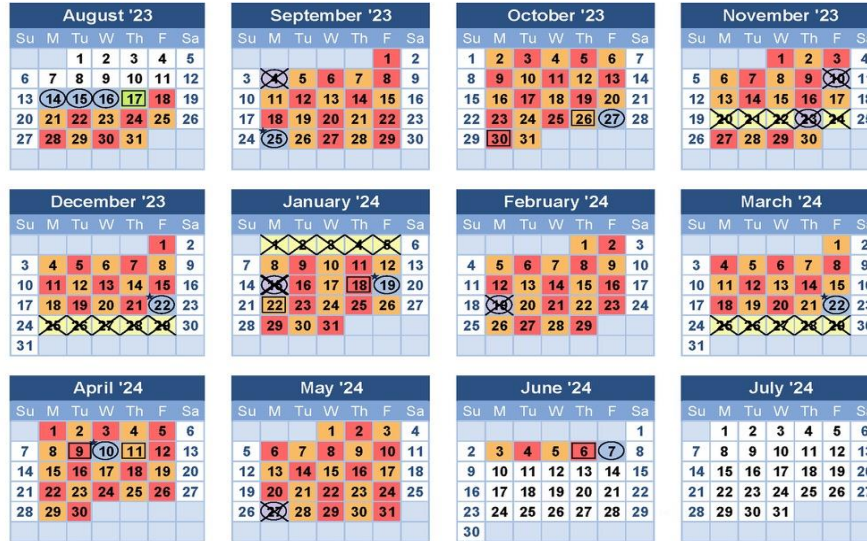 August '23
Su M Tu W Th F Sa
1 2 3 4 5
6 7 8 9 10 11 12
13 14 15 16 17 18 19
20 21 22 23 24 25 26
27 28 29 30 31
September '23
Su M Tu W Th F Sa
1 2
3 4 5 6 7 8 9
10 11 12 13 14 15 16
17 18 19 20 21 22 23
24 25 26 27 28 29 30
October '23
Su M Tu W Th F Sa
1 2 3 4 5 6 7
8 9 10 11 12 13 14
15 16 17 18 19 20 21
22 23 24 25 26 27 28
29 30 31
November '23
Su M Tu W Th F Sa
1 2 3
5 6 7 8 9 10
12 13 14 15 16 17
19 20 21 22 23 24
26 27 28 29 30
December '23
Su M Tu W Th F Sa
1 2
3 4 5 6 7 8 9
10 11 12 13 14 15 16
17 18 19 20 21 22 23
24 25 26 27 28 29 30
31
January '24
Su M Tu W Th F Sa
1 2 3 4 5 6
7 8 9 10 11 12 13
14 15 16 17 18 19 20
21 22 23 24 25 26 27
28 29 30 31
February '24
Su M Tu W Th F Sa
1 2 3
4 5 6 7 8 9 10
11 12 13 14 15 16 17
18 19 20 21 22 23 24
25 26 27 28 29
March '24
Su M Tu W Th F Sa
1
3 4 5 6 7 8
10 11 12 13 14 15
17 18 19 20 21 22
24 25 26 27 28 29
31
April '24
Su M Tu W Th F Sa
1 2 3 4 5 6
7 8 9 10 11 12 13
14 15 16 17 18 19 20
21 22 23 24 25 26 27
28 29 30
May '24
Su M Tu W Th F Sa
1 2 3 4
5 6 7 8 9 10 11
12 13 14 15 16 17 18
19 20 21 22 23 24 25
26 27 28 29 30 31
June '24
Su M Tu W Th F Sa
1
2 3 4 5 6 7 8
9 10 11 12 13 14 15
16 17 18 19 20 21 22
23 24 25 26 27 28 29
30
July '24
Su M Tu W Th F Sa
1 2 3 4 5
7 8 9 10 11 12
14 15 16 17 18 19
21 22 23 24 25 26
28 29 30 31